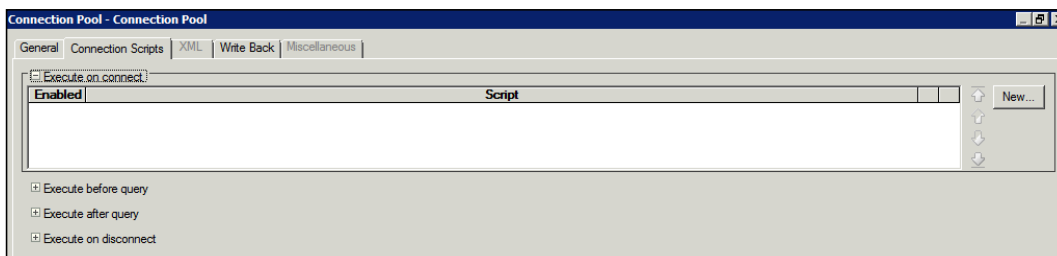 Connection Pool - Connection Pool
General Connection Scripts XML Write Back Miscellaneous
Execute on connect
Enabled Script New...
Execute before query
Execute after query
Execute on disconnect